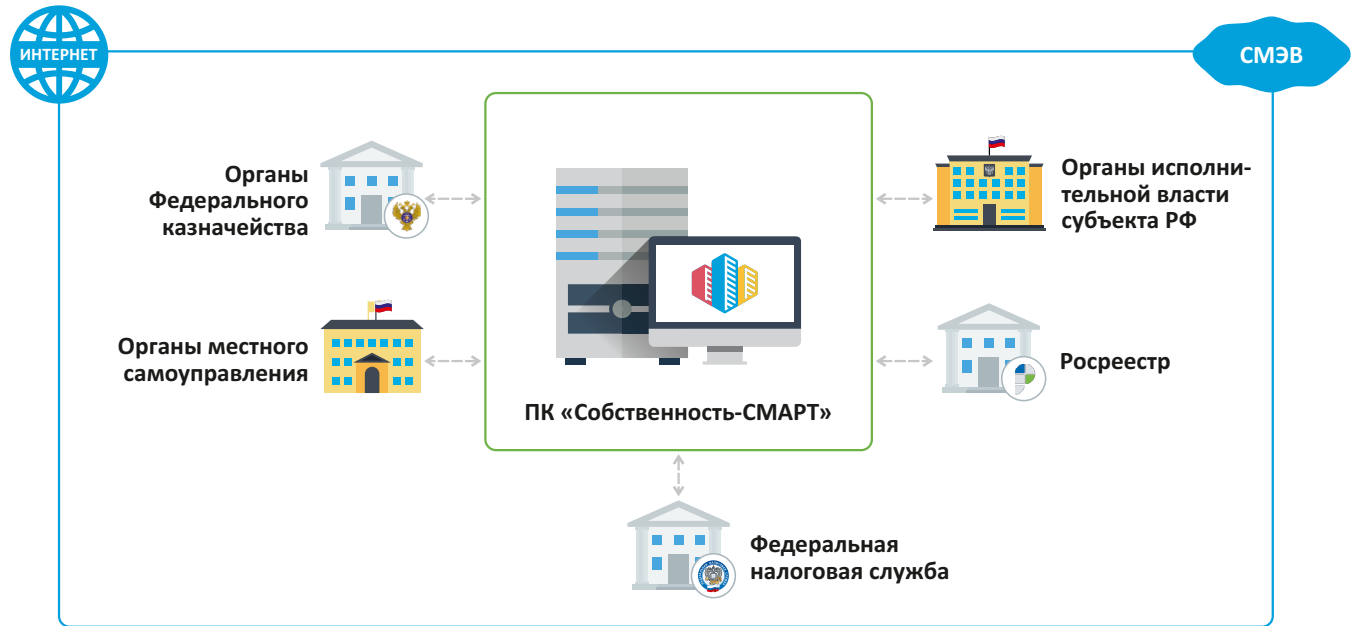 ИНТЕРНЕТ
СМЭВ
Органы
Федерального
казначейства
Органы исполни-
тельной власти
субъекта РФ
Органы местного
самоуправления
Росреестр
ПК «Собственность-СМАРТ»
Федеральная
налоговая служба